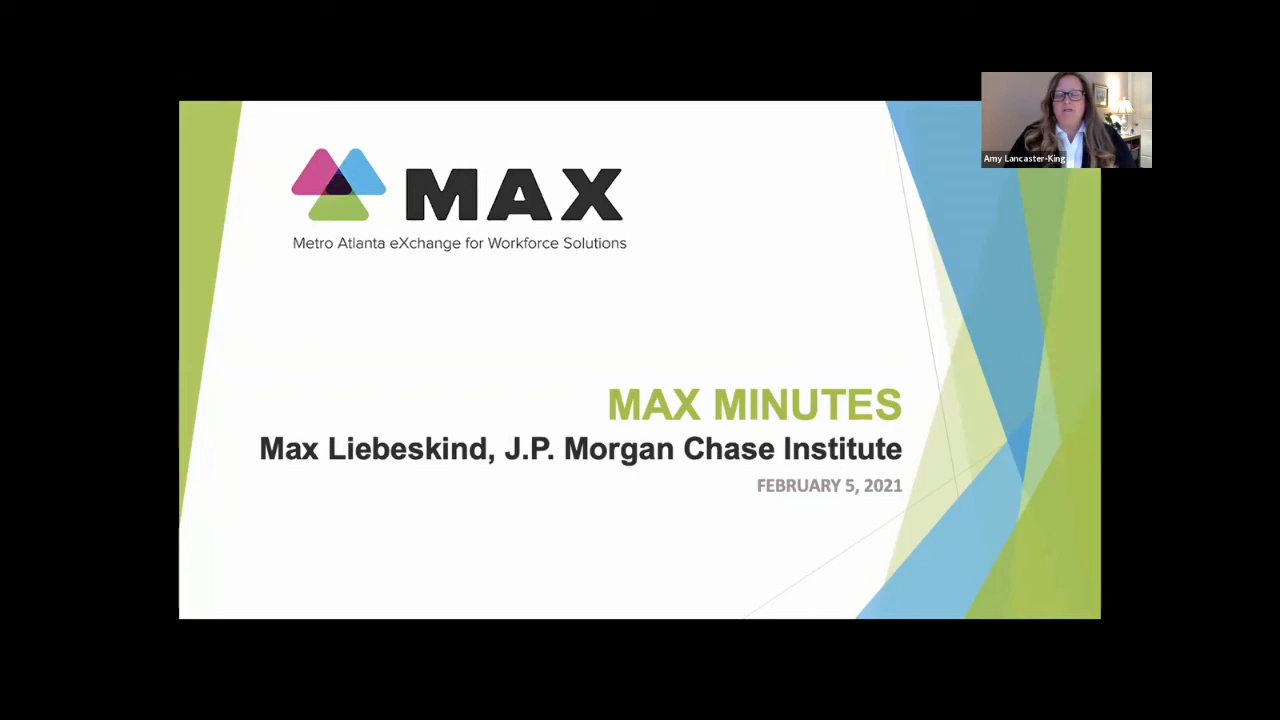 Amy Lancaster-King
MAX
Metro Atlanta eXchange for Workforce Solutions
MAX MINUTES
Max Liebeskind, J.P. Morgan Chase Institute
FEBRUARY 5, 2021